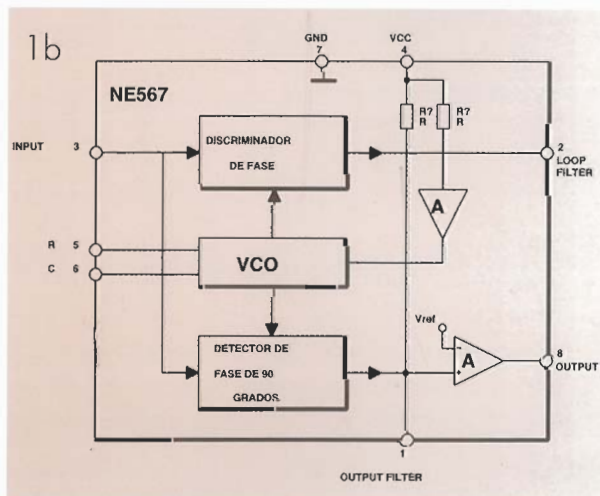 1b
GND
7
VCC
4
NE567
R?
R
R?
R
INPUT 3
DISCRIMINADOR
DE FASE
2
LOOP
FILTER
A
R 5
C 6
VCO
Vref
DETECTOR DE
FASE DE 90
GRADOS.
-
+
A
8
OUTPUT
1
OUTPUT FILTER